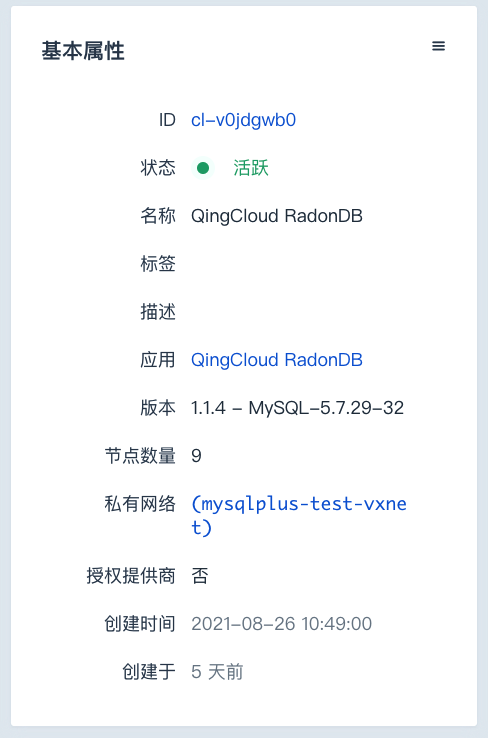 基本属性
ID cl-v0jdgwb0
状态 活跃
名称 QingCloud RadonDB
标签
描述
应用 QingCloud RadonDB
版本 1.1.4 - MySQL-5.7.29-32
节点数量 9
私有网络 (mysqlplus-test-vxne
t)
授权提供商 否
创建时间 2021-08-26 10:49:00
创建于 5 天前